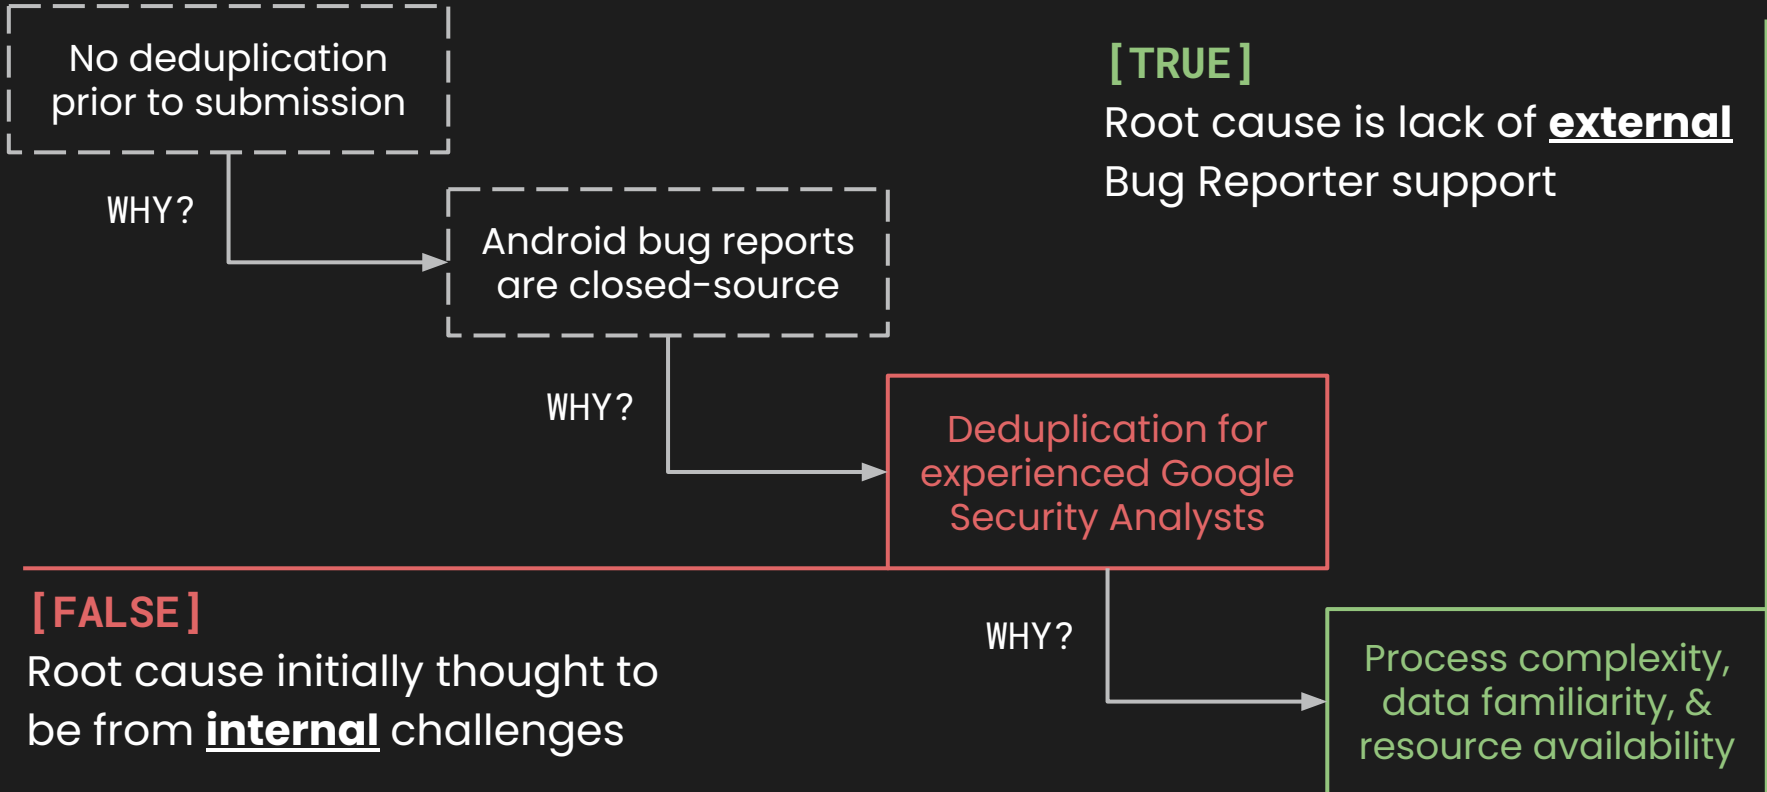 No deduplication
prior to submission
WHY?
Android bug reports
are closed-source
WHY?
Deduplication for
experienced Google
Security Analysts
WHY?
Process complexity,
data familiarity, &
resource availability
[TRUE]
Root cause is lack of external
Bug Reporter support
[FALSE]
Root cause initially thought to
be from internal challenges